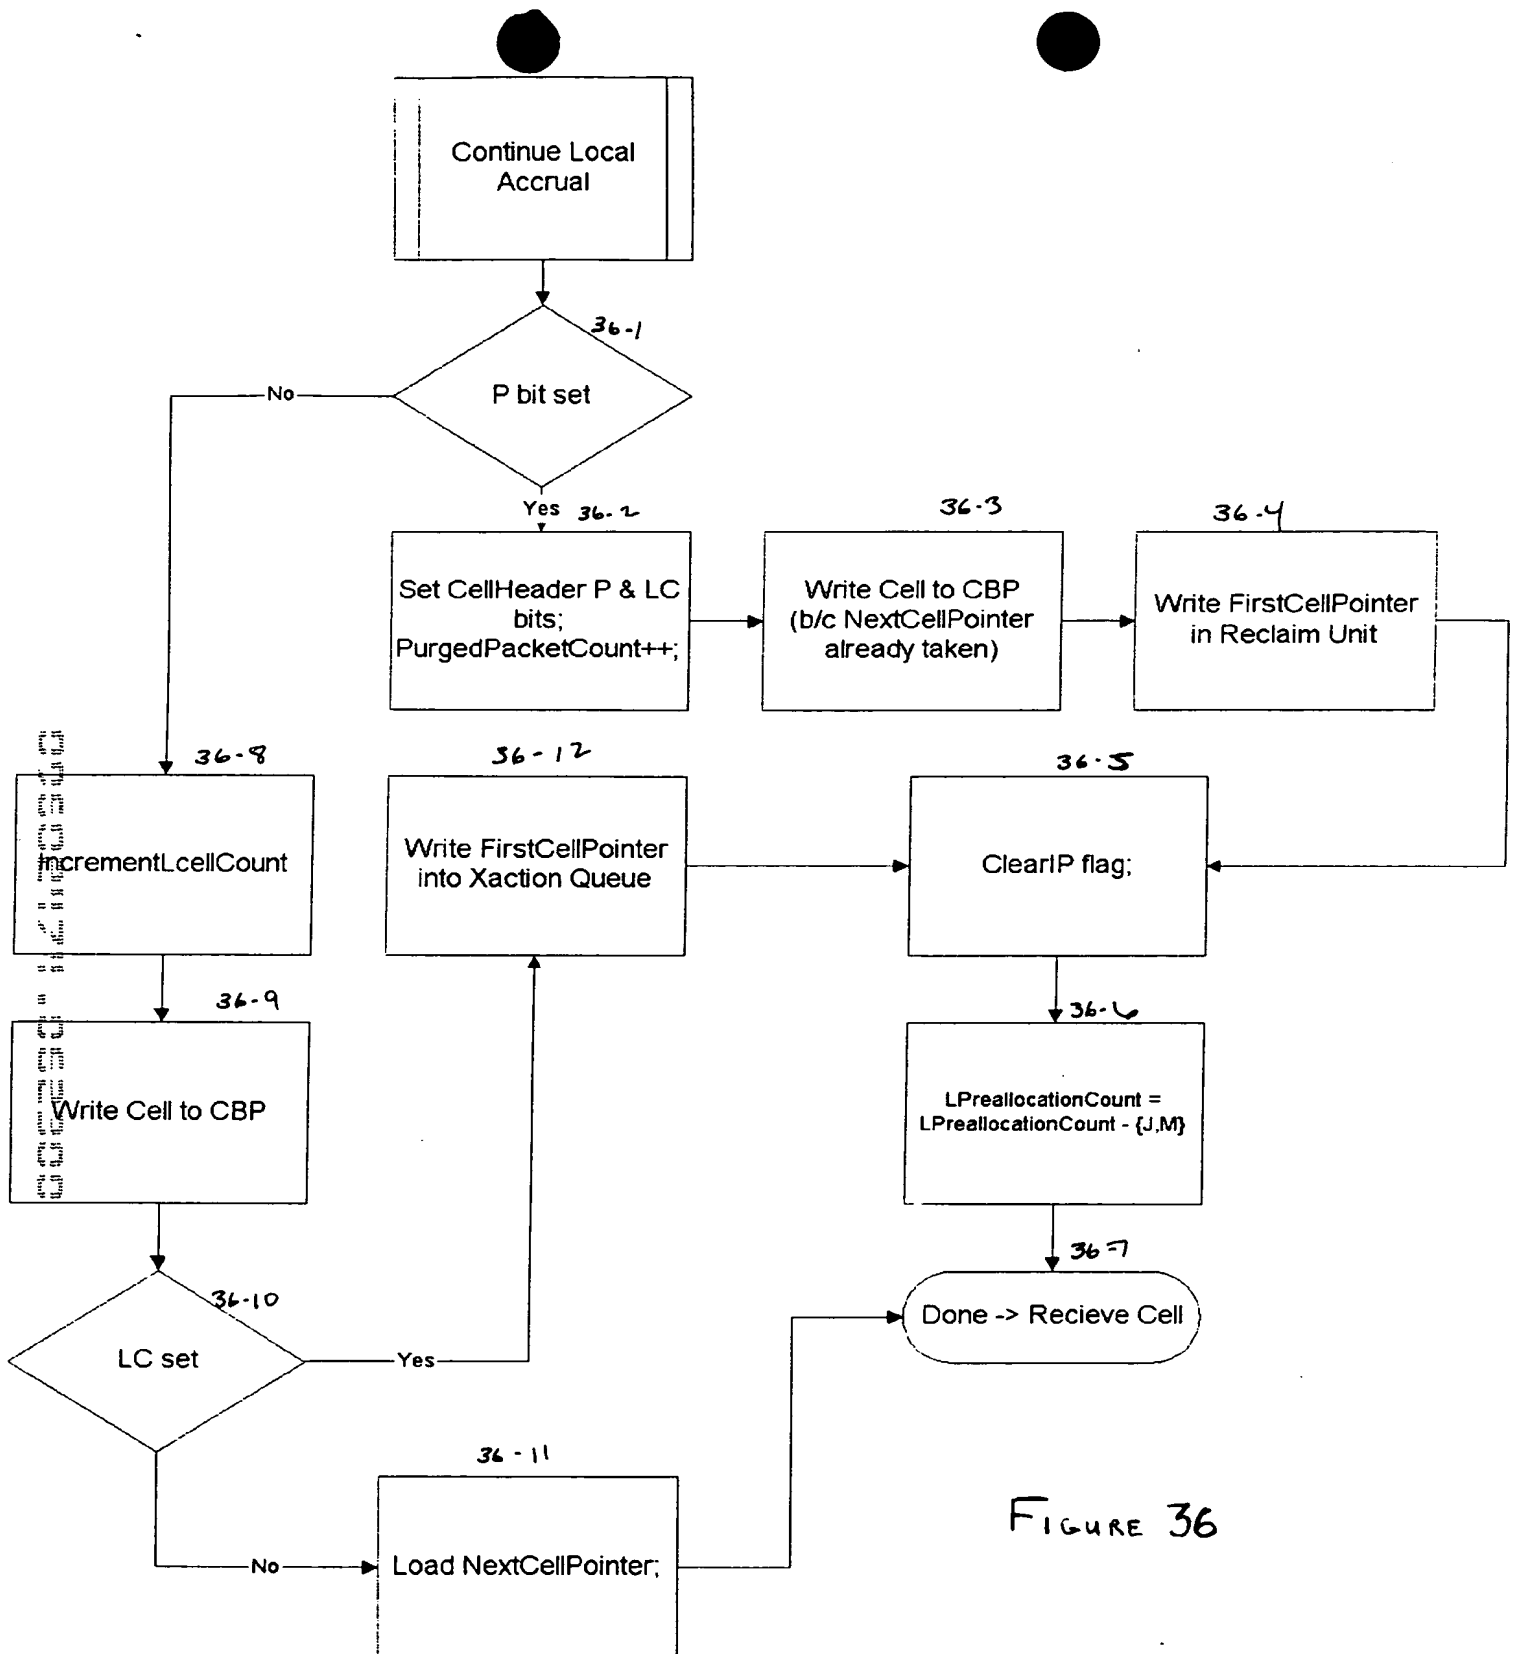 Continue Local
Accrual
36-1
P bit set
No
Yes
36-2
36-3
36-4
Set CellHeader P & LC
bits;
PurgedPacketCount++;
Write Cell to CBP
(b/c NextCellPointer
already taken)
Write FirstCellPointer
in Reclaim Unit
36-8
36-12
36-5
IncrementLcellCount
Write FirstCellPointer
into Xaction Queue
ClearIP flag;
36-9
36-6
Write Cell to CBP
LPreallocationCount =
LPreallocationCount - {J,M}
36-7
36-10
Done -> Recieve Cell
LC set
Yes
36-11
No
Load NextCellPointer;
FIGURE 36